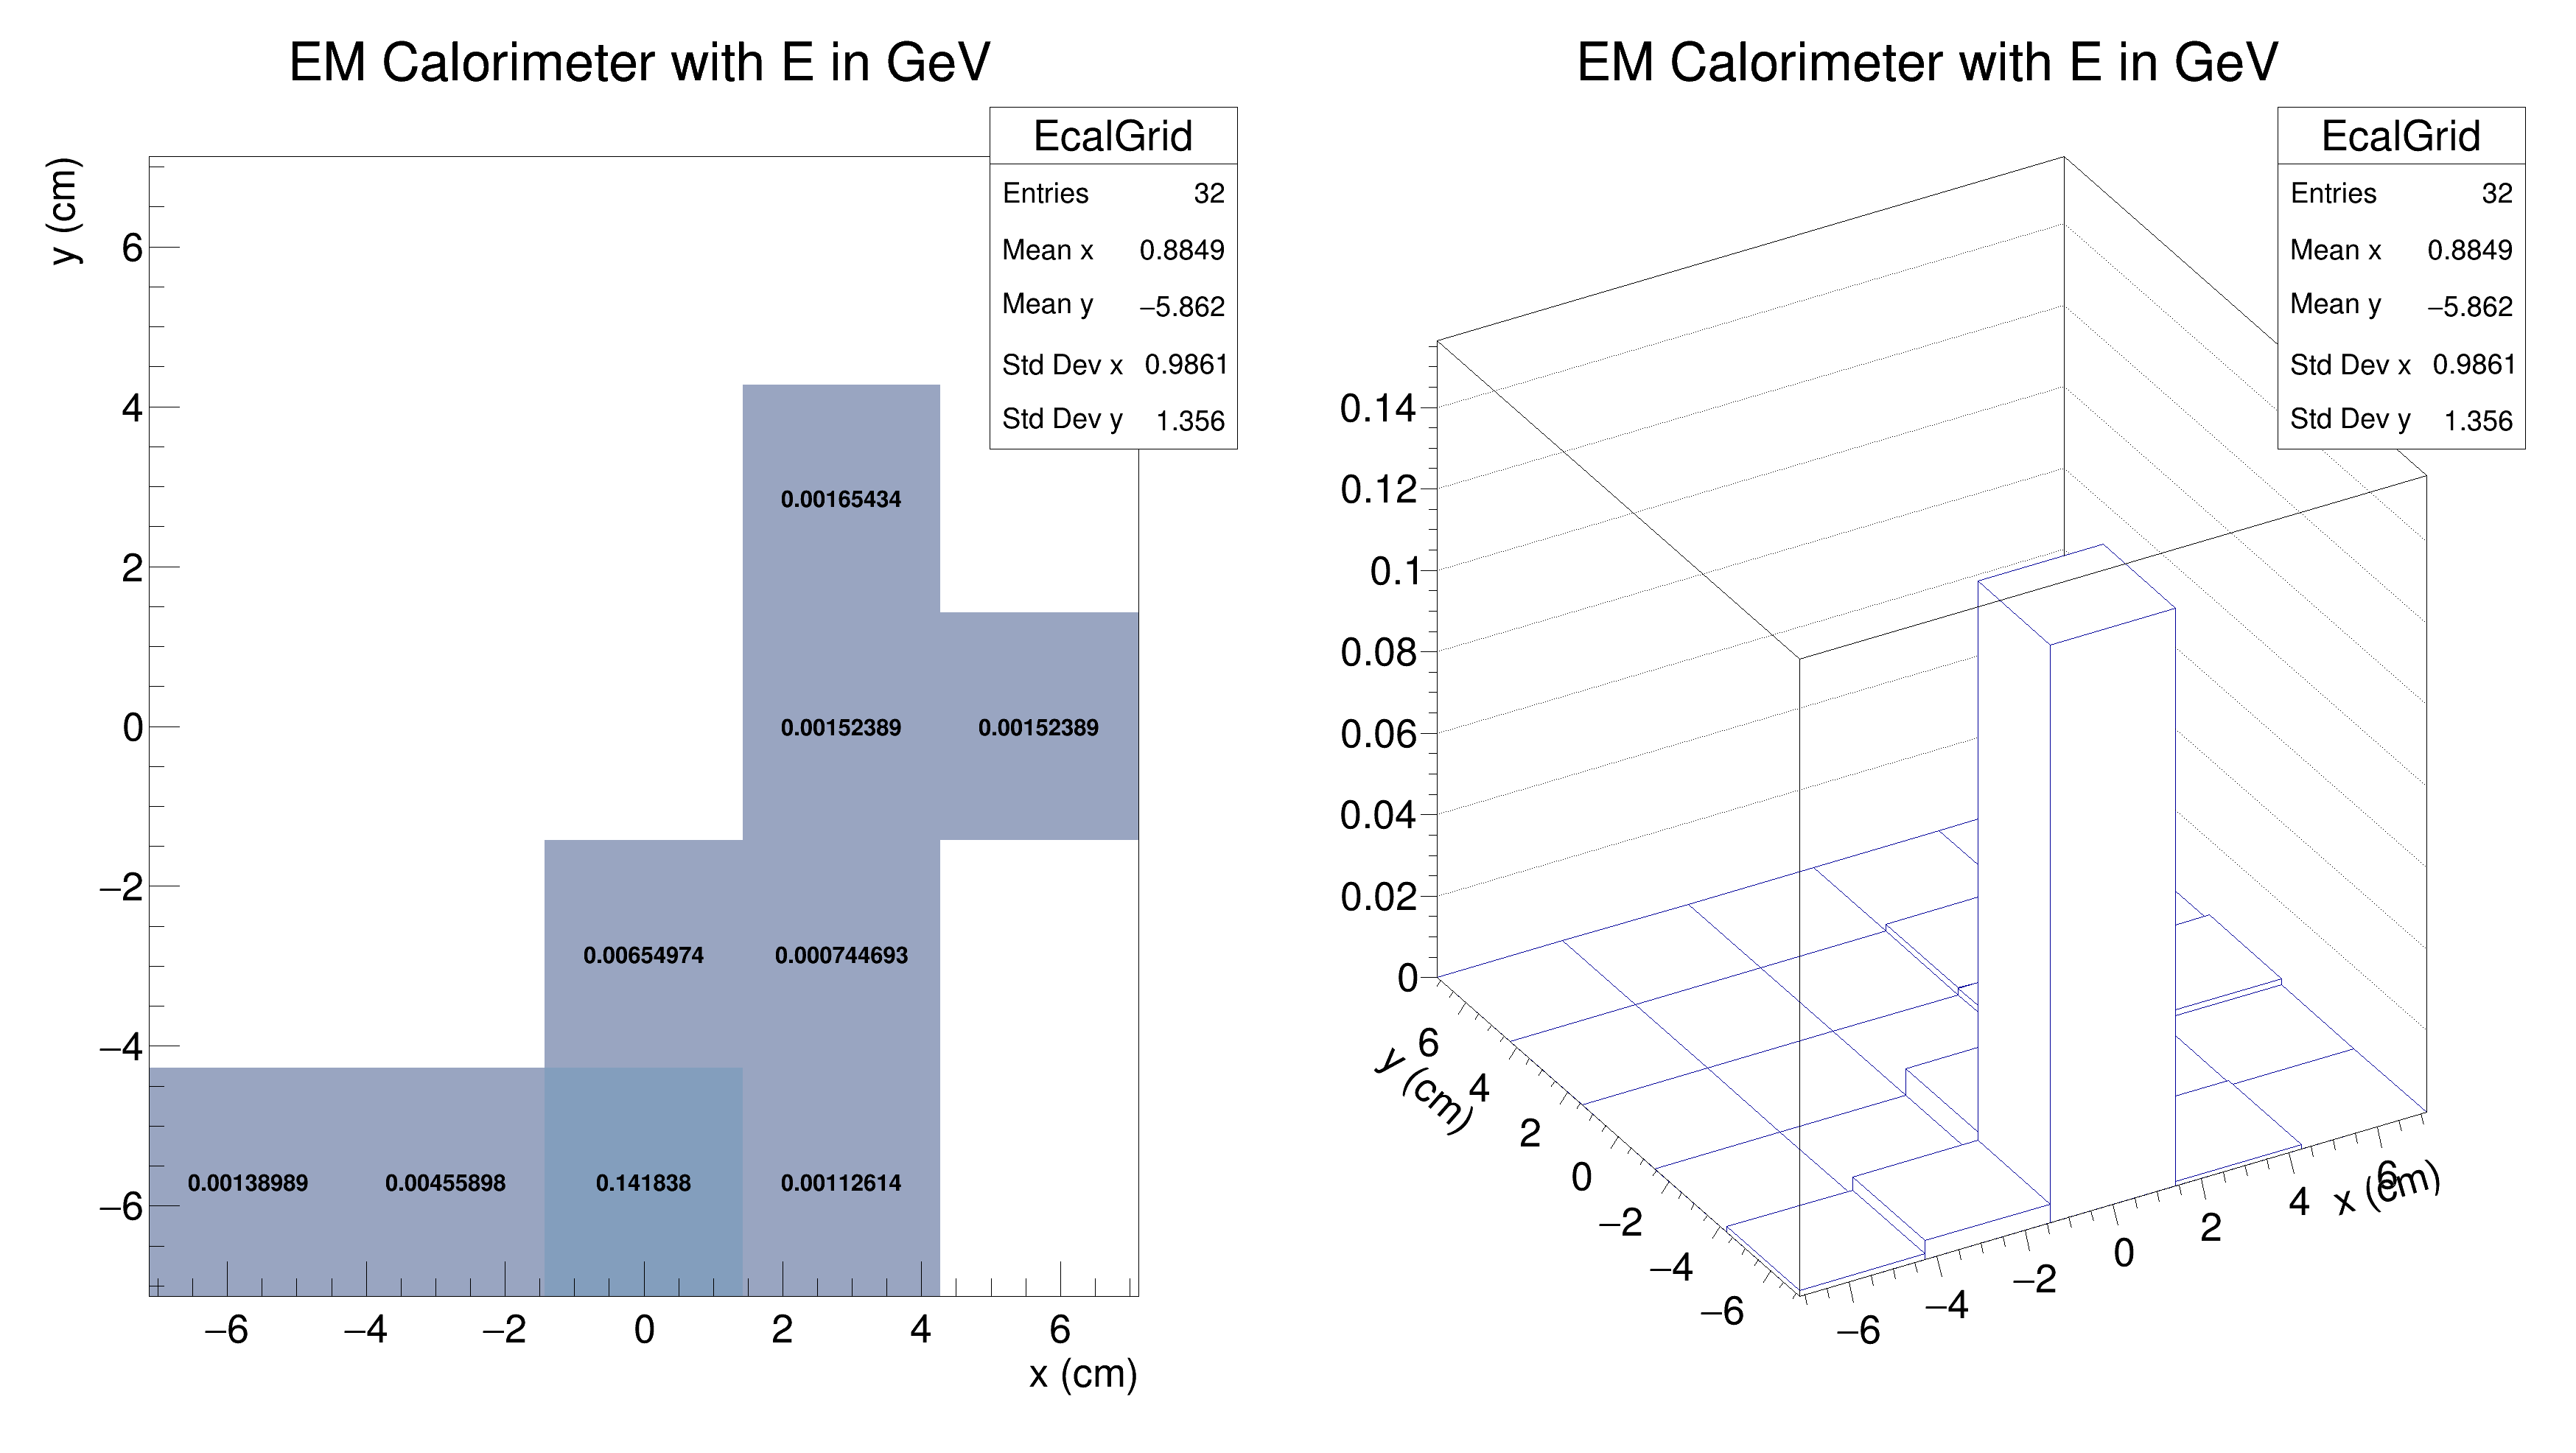 EM Calorimeter with E in GeV
EcalGrid
Entries 32
Mean x 0.8849
Mean y −5.862
Std Dev x 0.9861
Std Dev y 1.356
y (cm)
6
4
2
0
−2
−4
−6
0.00165434
0.00152389 0.00152389
0.00654974 0.000744693
0.00138989 0.00455898 0.141838 0.00112614
−6 −4 −2 0 2 4 6
x (cm)
EM Calorimeter with E in GeV
EcalGrid
Entries 32
Mean x 0.8849
Mean y −5.862
Std Dev x 0.9861
Std Dev y 1.356
0.14
0.12
0.1
0.08
0.06
0.04
0.02
0
6
4
2
0
−2
−4
−6
y (cm)
−6
−4
−2
0
2
4
6
x (cm)